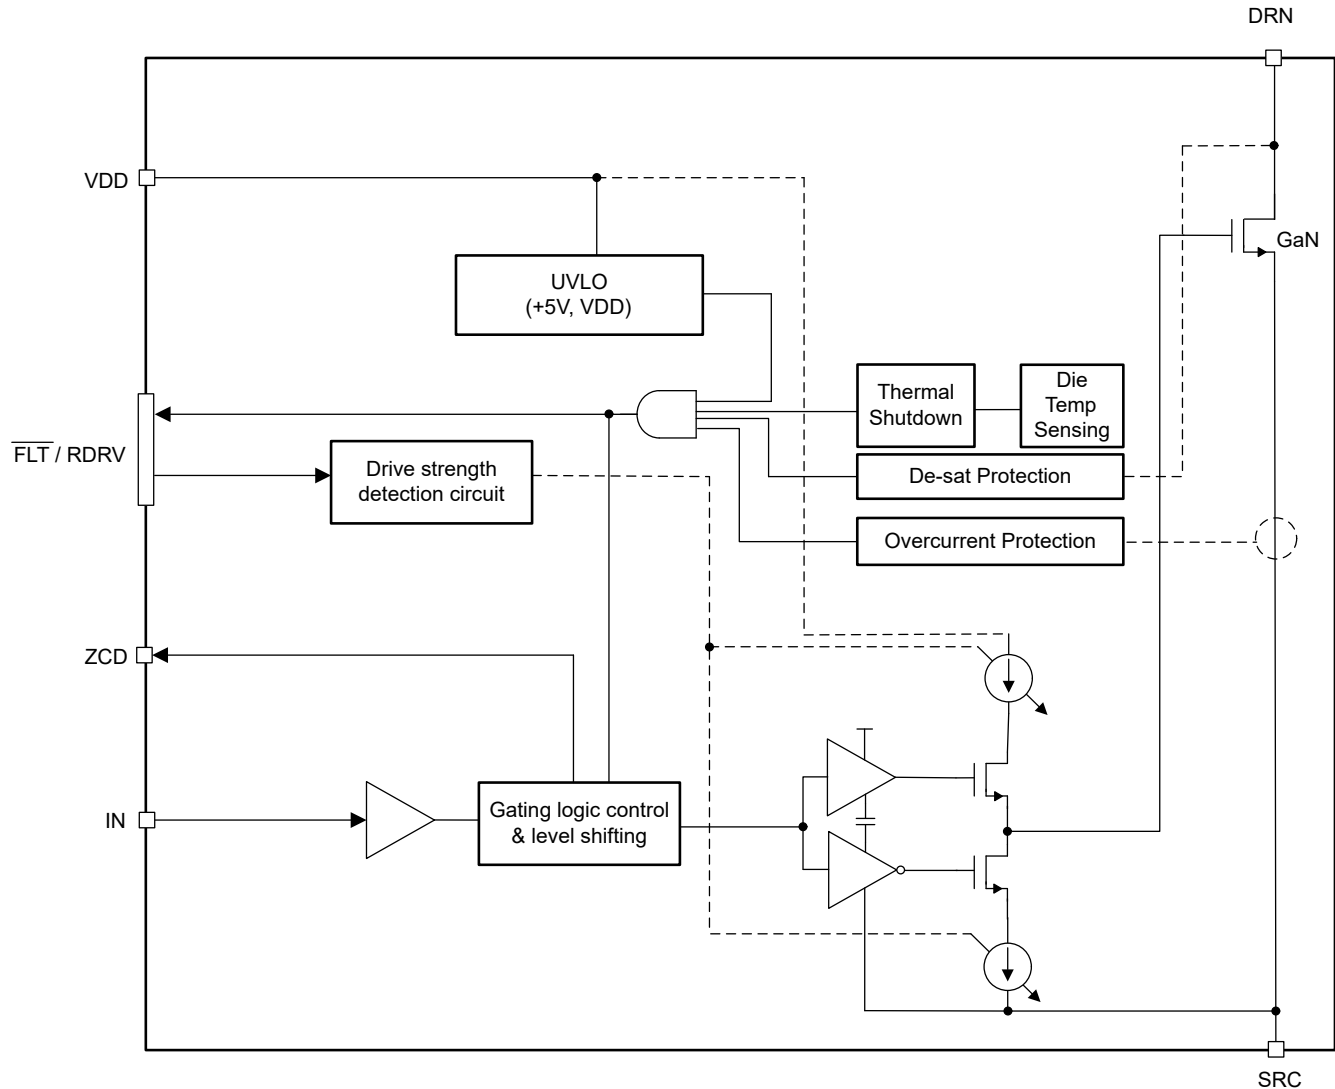 DRN
VDD
GaN
UVLO
(+5V, VDD)
Thermal
Shutdown
Die
Temp
Sensing
FLT / RDRV
Drive strength
detection circuit
De-sat Protection
Overcurrent Protection
ZCD
IN
Gating logic control
& level shifting
SRC